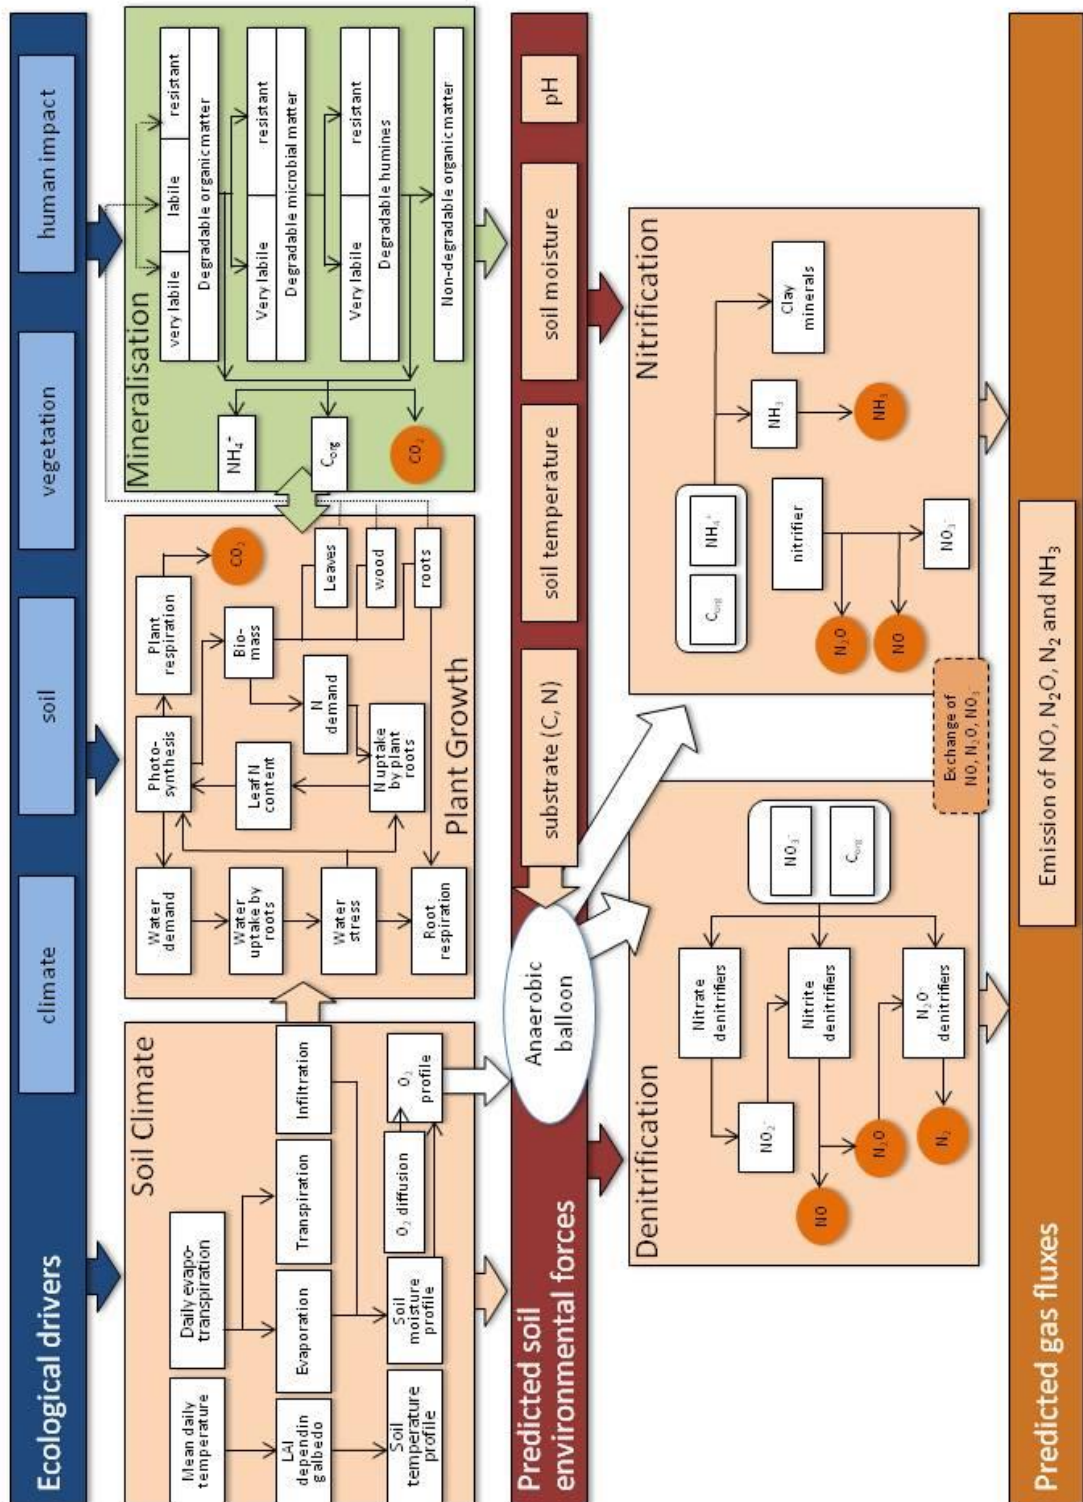 Ecological drivers
climate
soil
vegetation
human impact
Soil Climate
Mean daily
temperature
Daily evapo-
transpiration
LAI
dependin
galbedo
Evaporation
Transpiration
Infiltration
Soil
temperature
profile
Soil
moisture
profile
O₂ diffusion
O₂
profile
Plant Growth
Water
demand
Photo-
synthesis
Plant
respiration
CO₂
Water
uptake by
roots
Leaf N
content
N
demand
Bio-
mass
Water
stress
N uptake
by plant
roots
Leaves
wood
roots
Root
respiration
Mineralisation
very labile
labile
resistant
Degradable organic matter
Very labile
resistant
Degradable microbial matter
Very labile
resistant
Degradable humines
Non-degradable organic matter
NH₄⁺
Corg
CO₂
Predicted soil
environmental forces
Anaerobic
balloon
substrate (C, N)
soil temperature
soil moisture
pH
Denitrification
Nitrate
denitrifiers
NO₃⁻
Corg
NO₂⁻
Nitrite
denitrifiers
NO
N₂O
N₂O
denitrifiers
N₂
Exchange of
NO, N₂O, NO₃⁻
Nitrification
Corg
NH₄⁺
nitrifier
NH₃
Clay
minerals
N₂O
NO
NH₃
NO₃⁻
Predicted gas fluxes
Emission of NO, N₂O, N₂ and NH₃